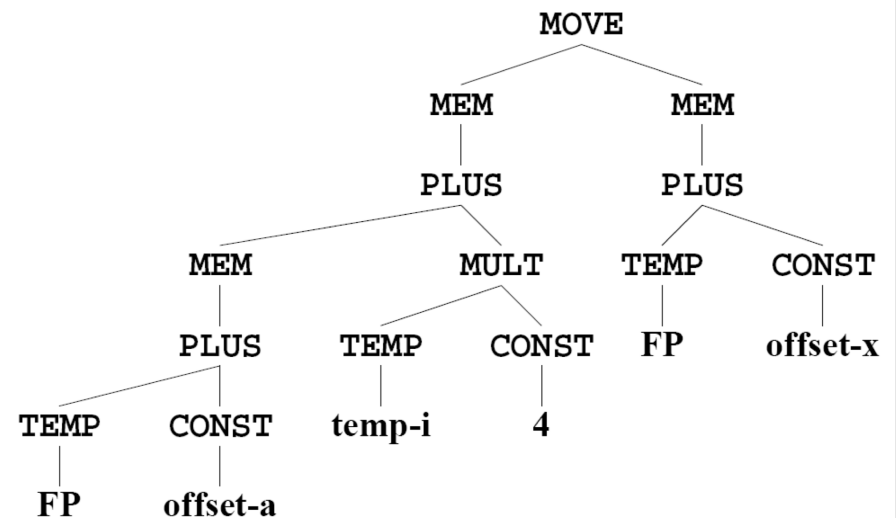 MOVE
MEM MEM
PLUS PLUS
MEM MULT TEMP CONST
PLUS TEMP CONST FP offset-x
TEMP CONST temp-i 4
FP offset-a